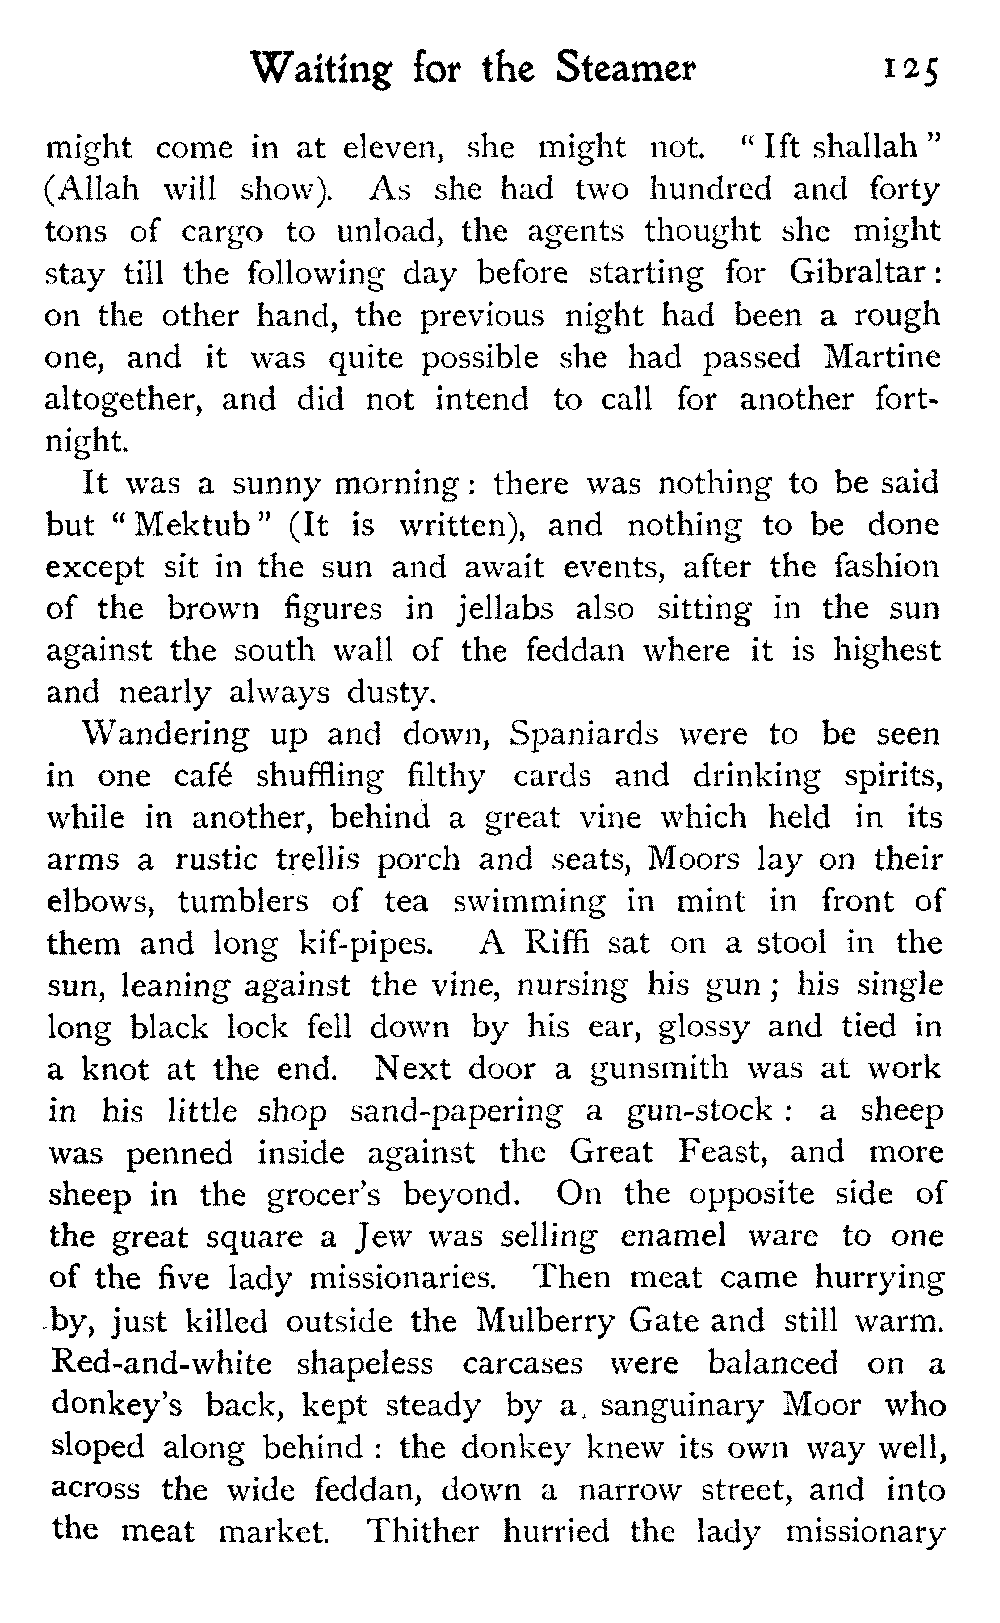 Waiting for the Steamer 125
might come in at eleven, she might not. “Ift shallah”
(Allah will show). As she had two hundred and forty
tons of cargo to unload, the agents thought she might
stay till the following day before starting for Gibraltar:
on the other hand, the previous night had been a rough
one, and it was quite possible she had passed Martine
altogether, and did not intend to call for another fort-
night.
It was a sunny morning: there was nothing to be said
but “Mektub” (It is written), and nothing to be done
except sit in the sun and await events, after the fashion
of the brown figures in jellabs also sitting in the sun
against the south wall of the feddan where it is highest
and nearly always dusty.
Wandering up and down, Spaniards were to be seen
in one café shuffling filthy cards and drinking spirits,
while in another, behind a great vine which held in its
arms a rustic trellis porch and seats, Moors lay on their
elbows, tumblers of tea swimming in mint in front of
them and long kif-pipes. A Riffi sat on a stool in the
sun, leaning against the vine, nursing his gun; his single
long black lock fell down by his ear, glossy and tied in
a knot at the end. Next door a gunsmith was at work
in his little shop sand-papering a gun-stock: a sheep
was penned inside against the Great Feast, and more
sheep in the grocer's beyond. On the opposite side of
the great square a Jew was selling enamel ware to one
of the five lady missionaries. Then meat came hurrying
by, just killed outside the Mulberry Gate and still warm.
Red-and-white shapeless carcases were balanced on a
donkey's back, kept steady by a sanguinary Moor who
sloped along behind: the donkey knew its own way well,
across the wide feddan, down a narrow street, and into
the meat market. Thither hurried the lady missionary